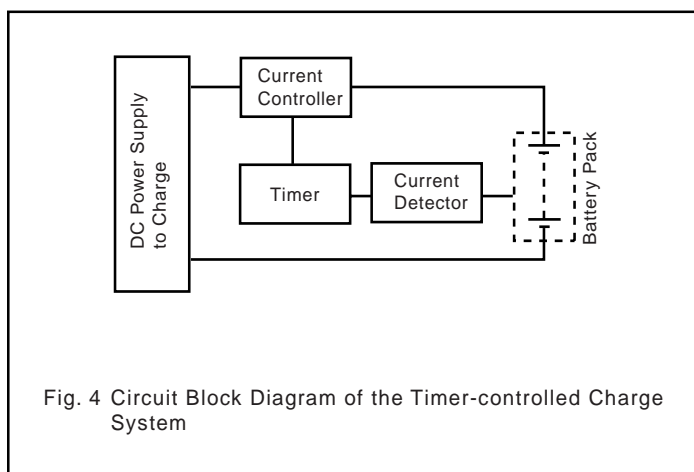 DC Power Supply
to Charge
Current
Controller
Timer
Current
Detector
Battery Pack
Fig. 4 Circuit Block Diagram of the Timer-controlled Charge
System